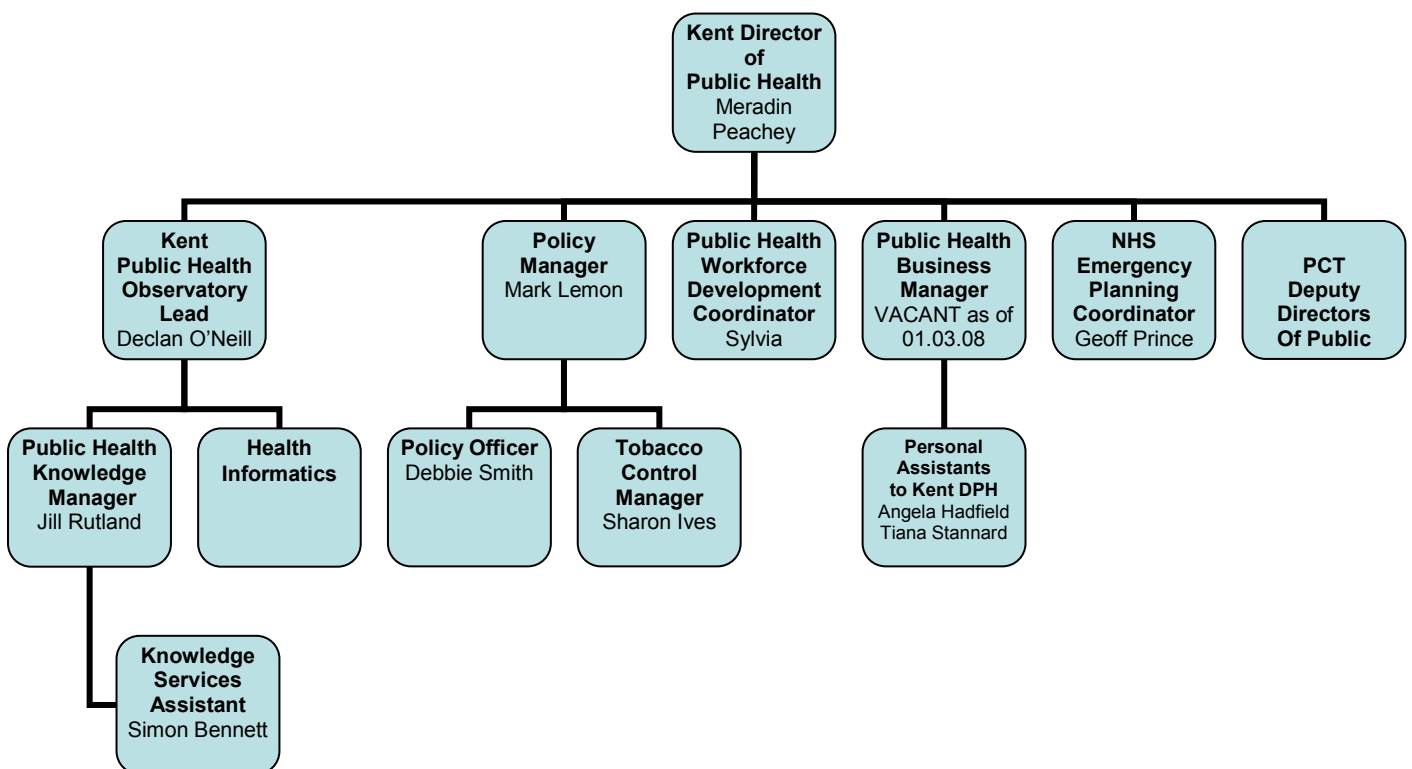 Kent Director
of
Public Health
Meradin
Peachey
Kent
Public Health
Observatory
Lead
Declan O’Neill
Policy
Manager
Mark Lemon
Public Health
Workforce
Development
Coordinator
Sylvia
Public Health
Business
Manager
VACANT as of
01.03.08
NHS
Emergency
Planning
Coordinator
Geoff Prince
PCT
Deputy
Directors
Of Public
Public Health
Knowledge
Manager
Jill Rutland
Health
Informatics
Policy Officer
Debbie Smith
Tobacco
Control
Manager
Sharon Ives
Personal
Assistants
to Kent DPH
Angela Hadfield
Tiana Stannard
Knowledge
Services
Assistant
Simon Bennett